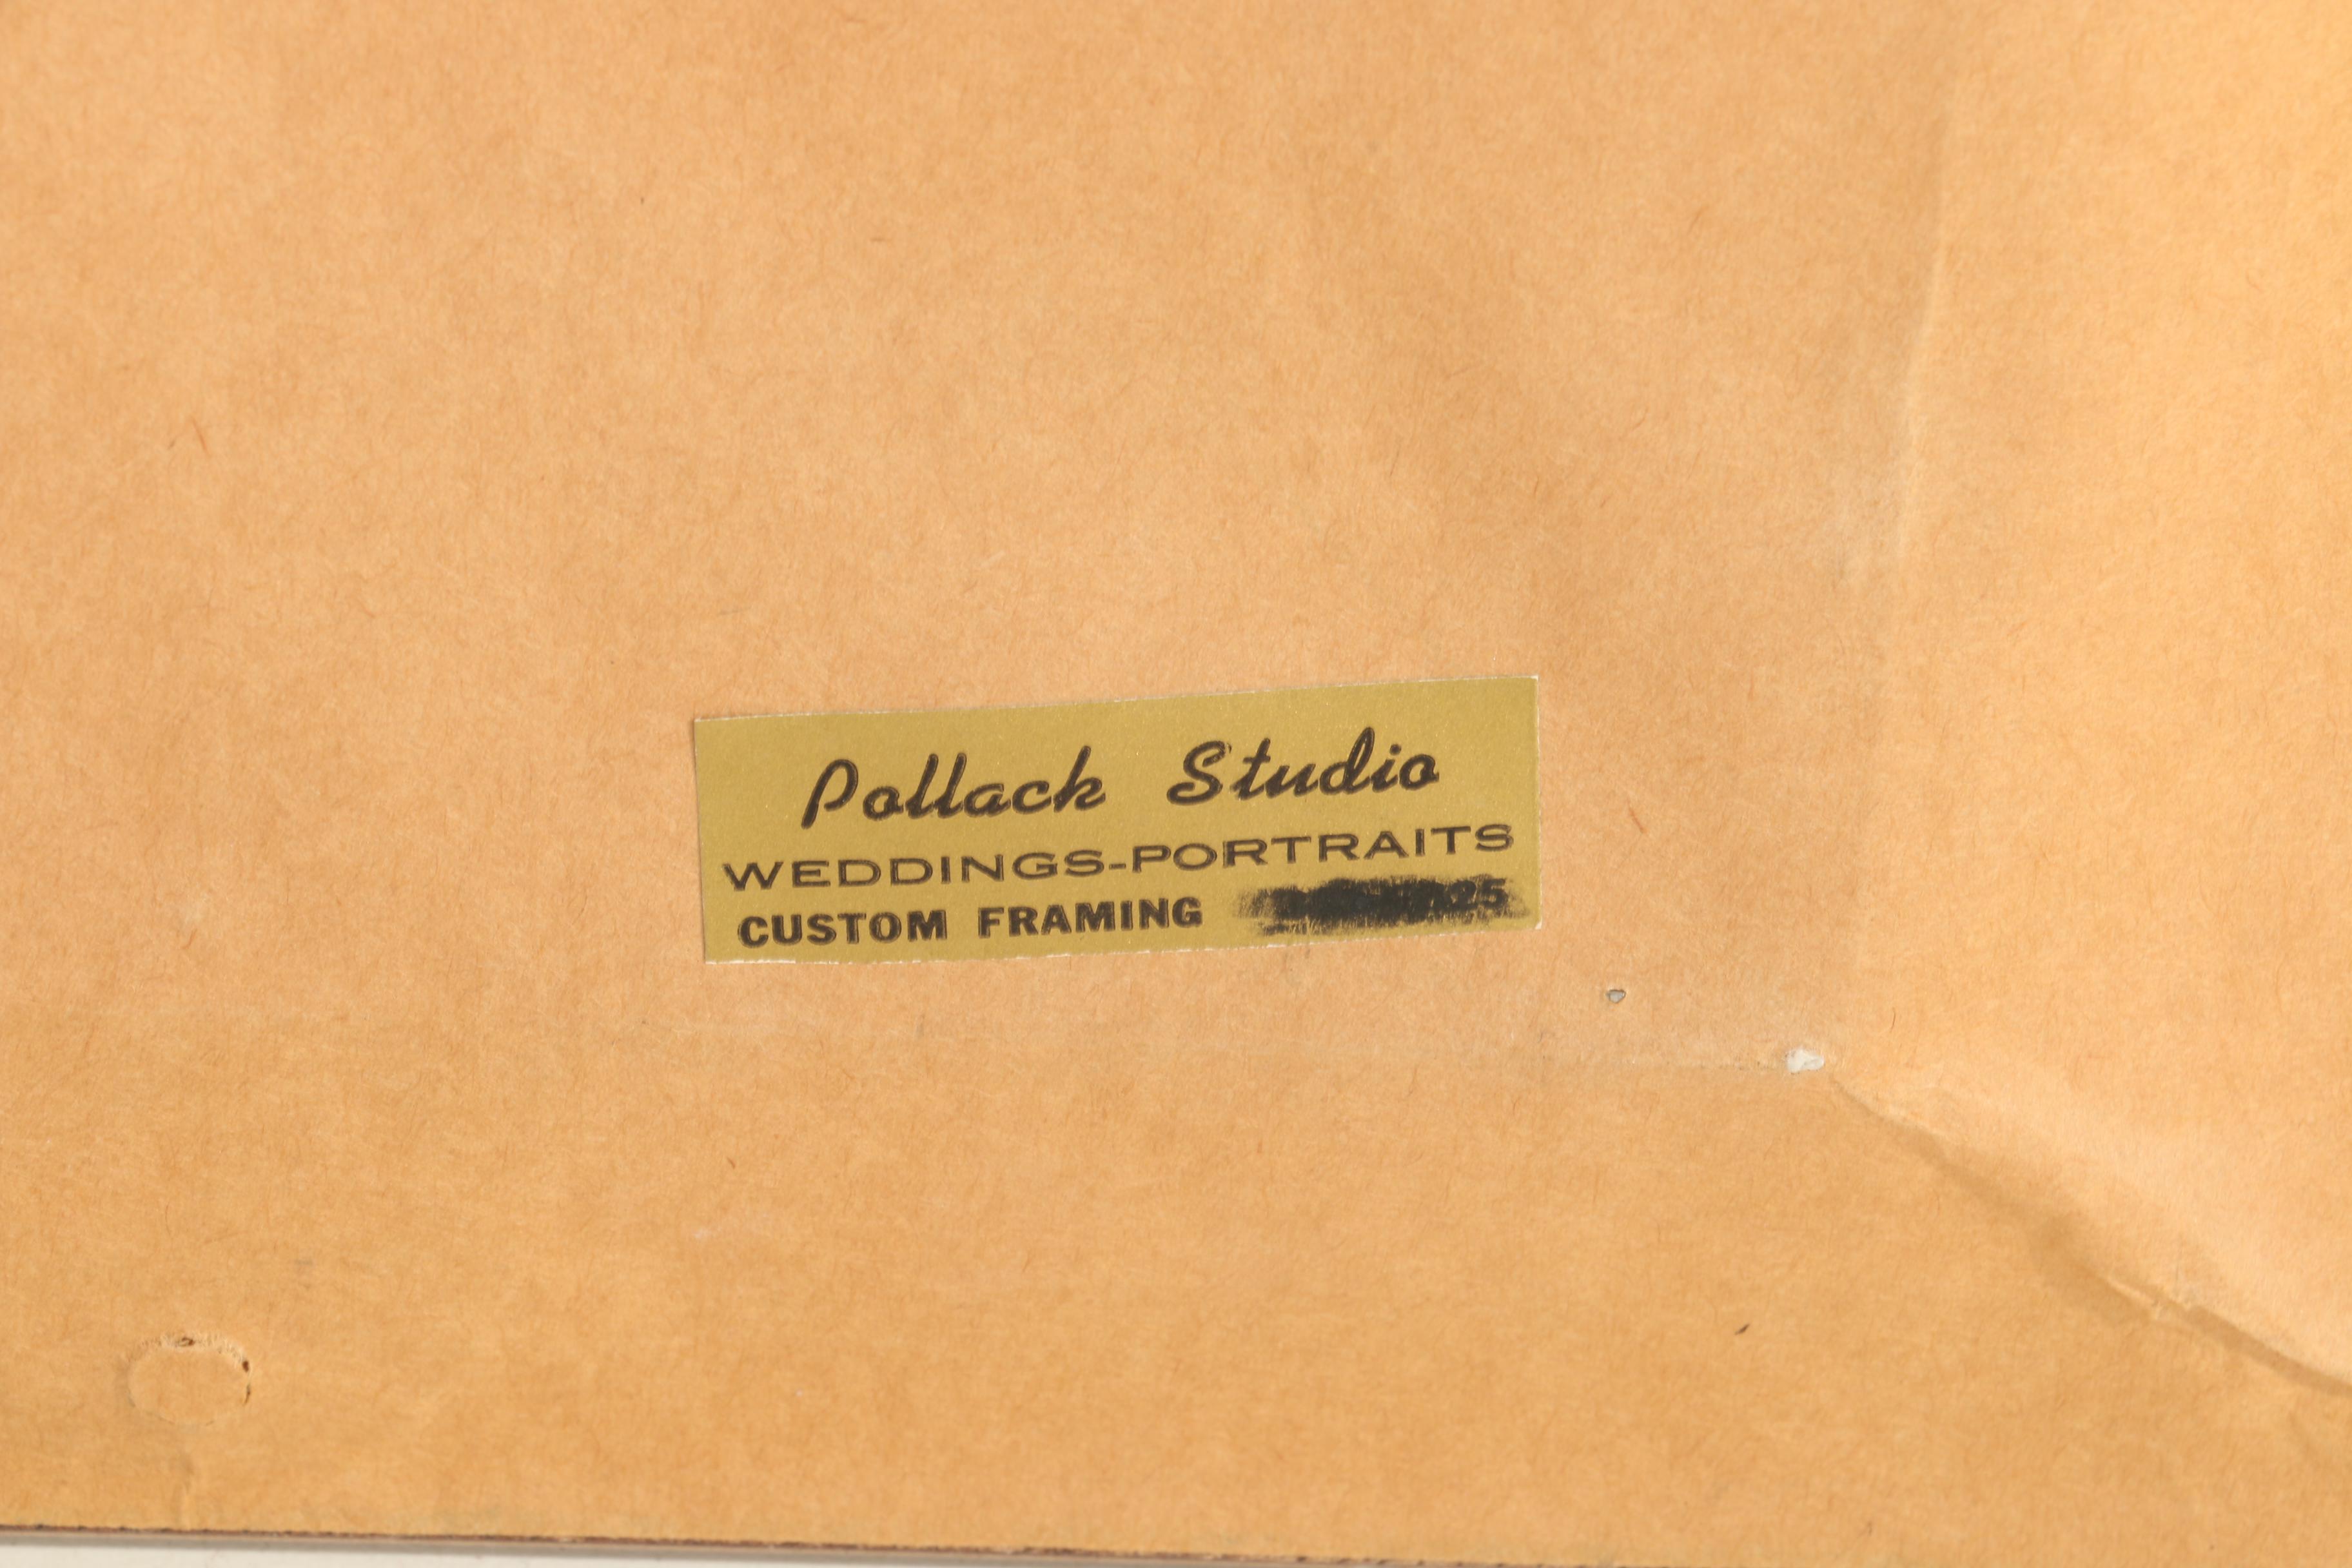 Pollack Studio
WEDDINGS-PORTRAITS
CUSTOM FRAMING